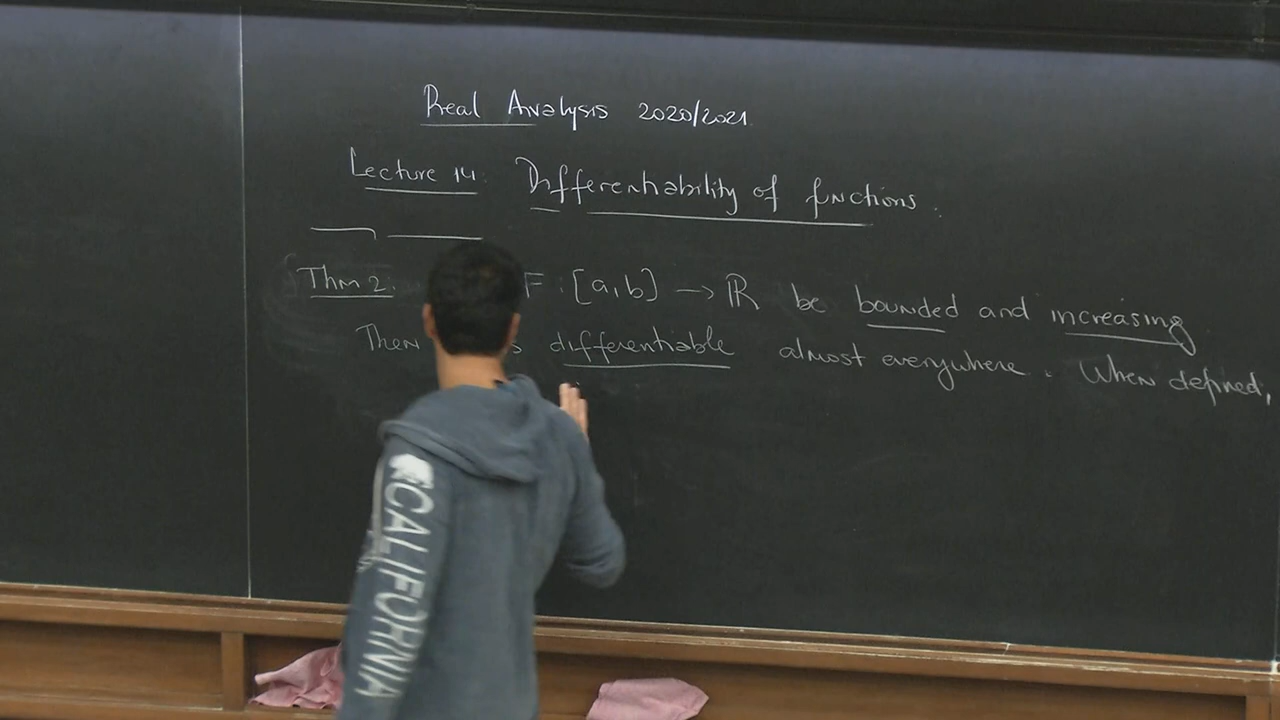 Real Analysis 2020/2021.
Lecture 14: Differentiability of functions.
Thm 2. F : [a,b] → ℝ be bounded and increasing
Then differentiable almost everywhere. When defined,
CALIFORNIA